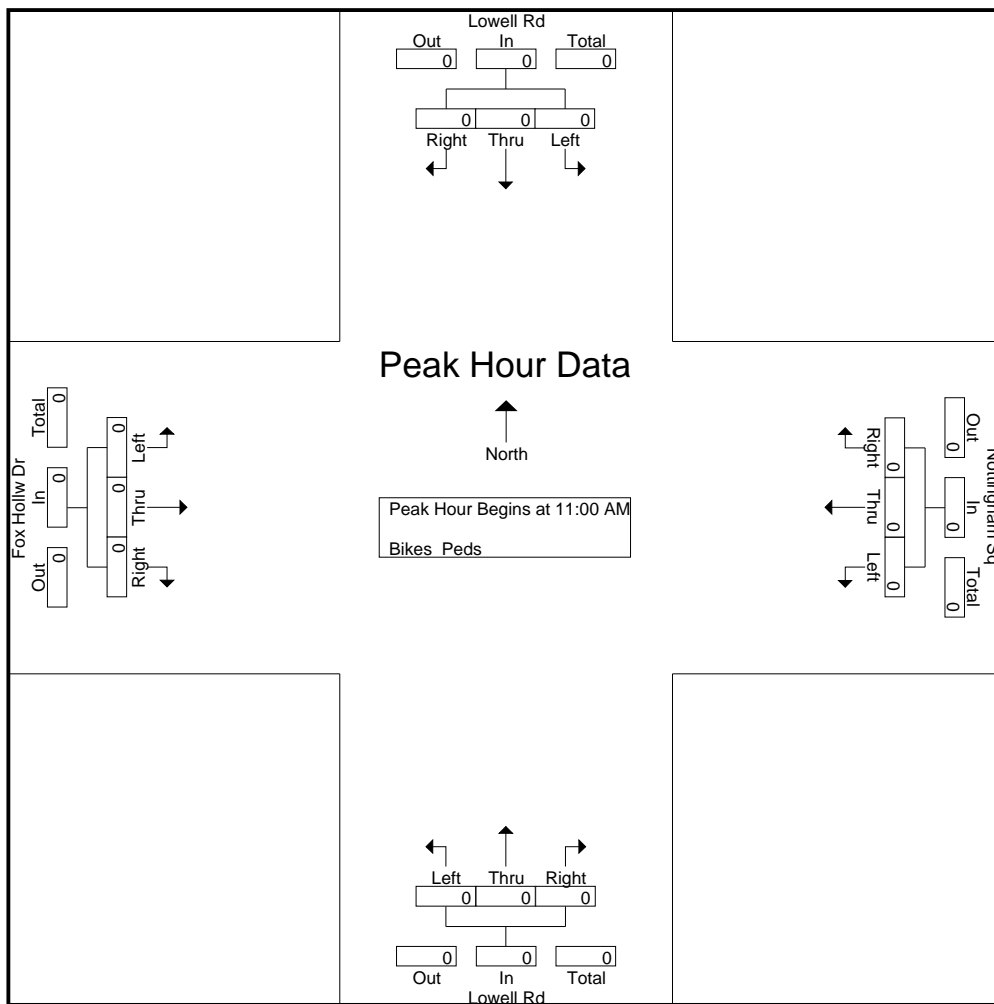 Lowell Rd
Out In Total
0 0 0
0 0 0
Right Thru Left
Peak Hour Data
North
Peak Hour Begins at 11:00 AM
Bikes Peds
Fox Hollw Dr
Total In Out
0 0 0
0 0 0
Left Thru Right
Right Thru Left
0 0 0
0 0 0
Out In Total
Nottingham Sq
Left Thru Right
0 0 0
0 0 0
Out In Total
Lowell Rd